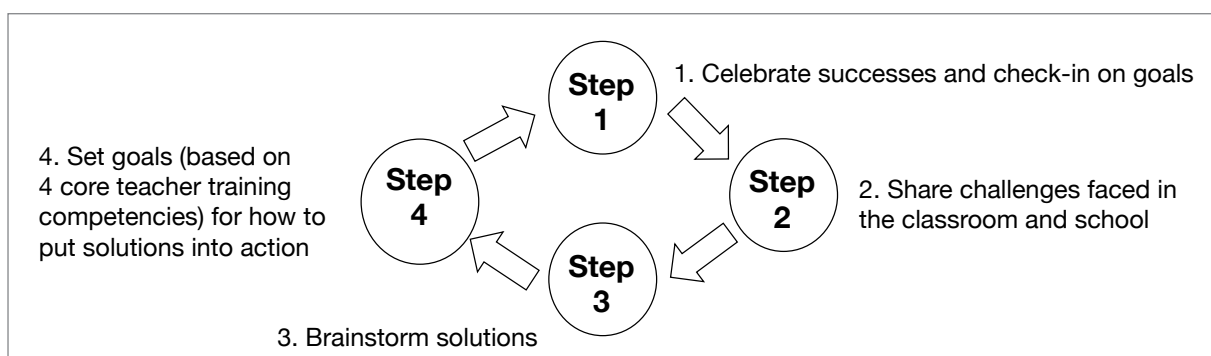 Step
1
1. Celebrate successes and check-in on goals
Step
2
2. Share challenges faced in
the classroom and school
Step
3
3. Brainstorm solutions
Step
4
4. Set goals (based on
4 core teacher training
competencies) for how to
put solutions into action